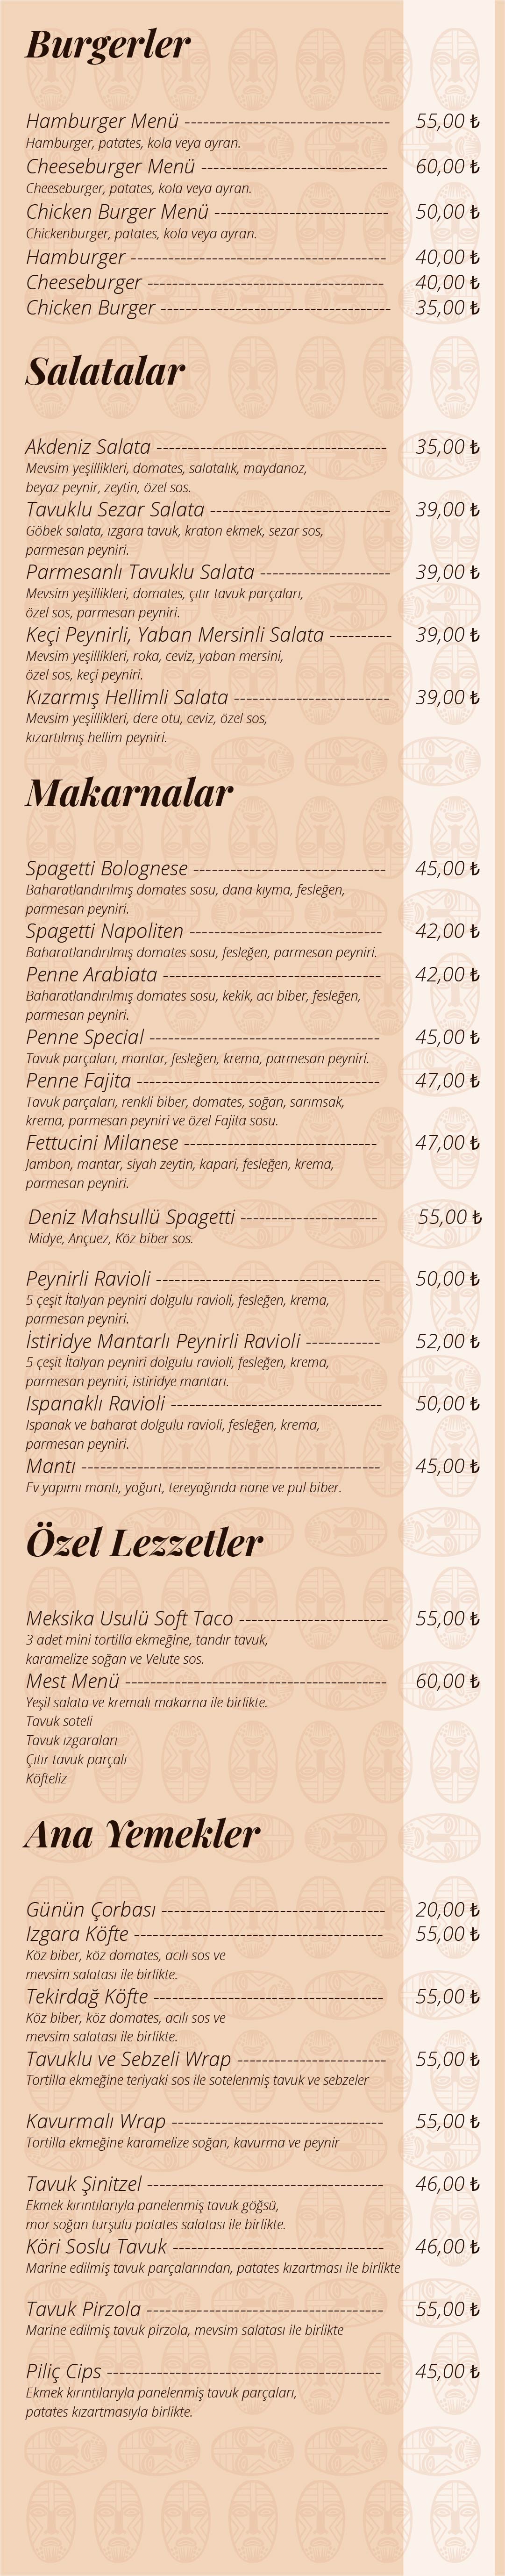 Burgerler
Hamburger Menü --------------------------------- 55,00 ₺
Hamburger, patates, kola veya ayran.
Cheeseburger Menü ------------------------------ 60,00 ₺
Cheeseburger, patates, kola veya ayran.
Chicken Burger Menü ---------------------------- 50,00 ₺
Chickenburger, patates, kola veya ayran.
Hamburger ----------------------------------------- 40,00 ₺
Cheeseburger -------------------------------------- 40,00 ₺
Chicken Burger ------------------------------------- 35,00 ₺
Salatalar
Akdeniz Salata ------------------------------------- 35,00 ₺
Mevsim yeşillikleri, domates, salatalık, maydanoz,
beyaz peynir, zeytin, özel sos.
Tavuklu Sezar Salata ----------------------------- 39,00 ₺
Göbek salata, ızgara tavuk, kraton ekmek, sezar sos,
parmesan peyniri.
Parmesanlı Tavuklu Salata --------------------- 39,00 ₺
Mevsim yeşillikleri, domates, çıtır tavuk parçaları,
özel sos, parmesan peyniri.
Keçi Peynirli, Yaban Mersinli Salata ---------- 39,00 ₺
Mevsim yeşillikleri, roka, ceviz, yaban mersini,
özel sos, keçi peyniri.
Kızarmış Hellimli Salata ------------------------- 39,00 ₺
Mevsim yeşillikleri, dere otu, ceviz, özel sos,
kızartılmış hellim peyniri.
Makarnalar
Spagetti Bolognese ------------------------------- 45,00 ₺
Baharatlandırılmış domates sosu, dana kıyma, fesleğen,
parmesan peyniri.
Spagetti Napoliten ------------------------------- 42,00 ₺
Baharatlandırılmış domates sosu, fesleğen, parmesan peyniri.
Penne Arabiata ----------------------------------- 42,00 ₺
Baharatlandırılmış domates sosu, kekik, acı biber, fesleğen,
parmesan peyniri.
Penne Special ------------------------------------- 45,00 ₺
Tavuk parçaları, mantar, fesleğen, krema, parmesan peyniri.
Penne Fajita --------------------------------------- 47,00 ₺
Tavuk parçaları, renkli biber, domates, soğan, sarımsak,
krema, parmesan peyniri ve özel Fajita sosu.
Fettucini Milanese ------------------------------- 47,00 ₺
Jambon, mantar, siyah zeytin, kapari, fesleğen, krema,
parmesan peyniri.
Deniz Mahsullü Spagetti ---------------------- 55,00 ₺
Midye, Ançuez, Köz biber sos.
Peynirli Ravioli ------------------------------------ 50,00 ₺
5 çeşit İtalyan peyniri dolgulu ravioli, fesleğen, krema,
parmesan peyniri.
İstiridye Mantarlı Peynirli Ravioli ------------ 52,00 ₺
5 çeşit İtalyan peyniri dolgulu ravioli, fesleğen, krema,
parmesan peyniri, istiridye mantarı.
Ispanaklı Ravioli ---------------------------------- 50,00 ₺
Ispanak ve baharat dolgulu ravioli, fesleğen, krema,
parmesan peyniri.
Mantı ------------------------------------------------ 45,00 ₺
Ev yapımı mantı, yoğurt, tereyağında nane ve pul biber.
Özel Lezzetler
Meksika Usulü Soft Taco ------------------------ 55,00 ₺
3 adet mini tortilla ekmeğine, tandır tavuk,
karamelize soğan ve Velute sos.
Mest Menü ------------------------------------------ 60,00 ₺
Yeşil salata ve kremalı makarna ile birlikte.
Tavuk soteli
Tavuk ızgaraları
Çıtır tavuk parçalı
Köfteliz
Ana Yemekler
Günün Çorbası ------------------------------------ 20,00 ₺
Izgara Köfte ---------------------------------------- 55,00 ₺
Köz biber, köz domates, acılı sos ve
mevsim salatası ile birlikte.
Tekirdağ Köfte ------------------------------------- 55,00 ₺
Köz biber, köz domates, acılı sos ve
mevsim salatası ile birlikte.
Tavuklu ve Sebzeli Wrap ------------------------ 55,00 ₺
Tortilla ekmeğine teriyaki sos ile sotelenmiş tavuk ve sebzeler
Kavurmalı Wrap ---------------------------------- 55,00 ₺
Tortilla ekmeğine karamelize soğan, kavurma ve peynir
Tavuk Şinitzel -------------------------------------- 46,00 ₺
Ekmek kırıntılarıyla panelenmiş tavuk göğsü,
mor soğan turşulu patates salatası ile birlikte.
Köri Soslu Tavuk ---------------------------------- 46,00 ₺
Marine edilmiş tavuk parçalarından, patates kızartması ile birlikte
Tavuk Pirzola -------------------------------------- 55,00 ₺
Marine edilmiş tavuk pirzola, mevsim salatası ile birlikte
Piliç Cips -------------------------------------------- 45,00 ₺
Ekmek kırıntılarıyla panelenmiş tavuk parçaları,
patates kızartmasıyla birlikte.